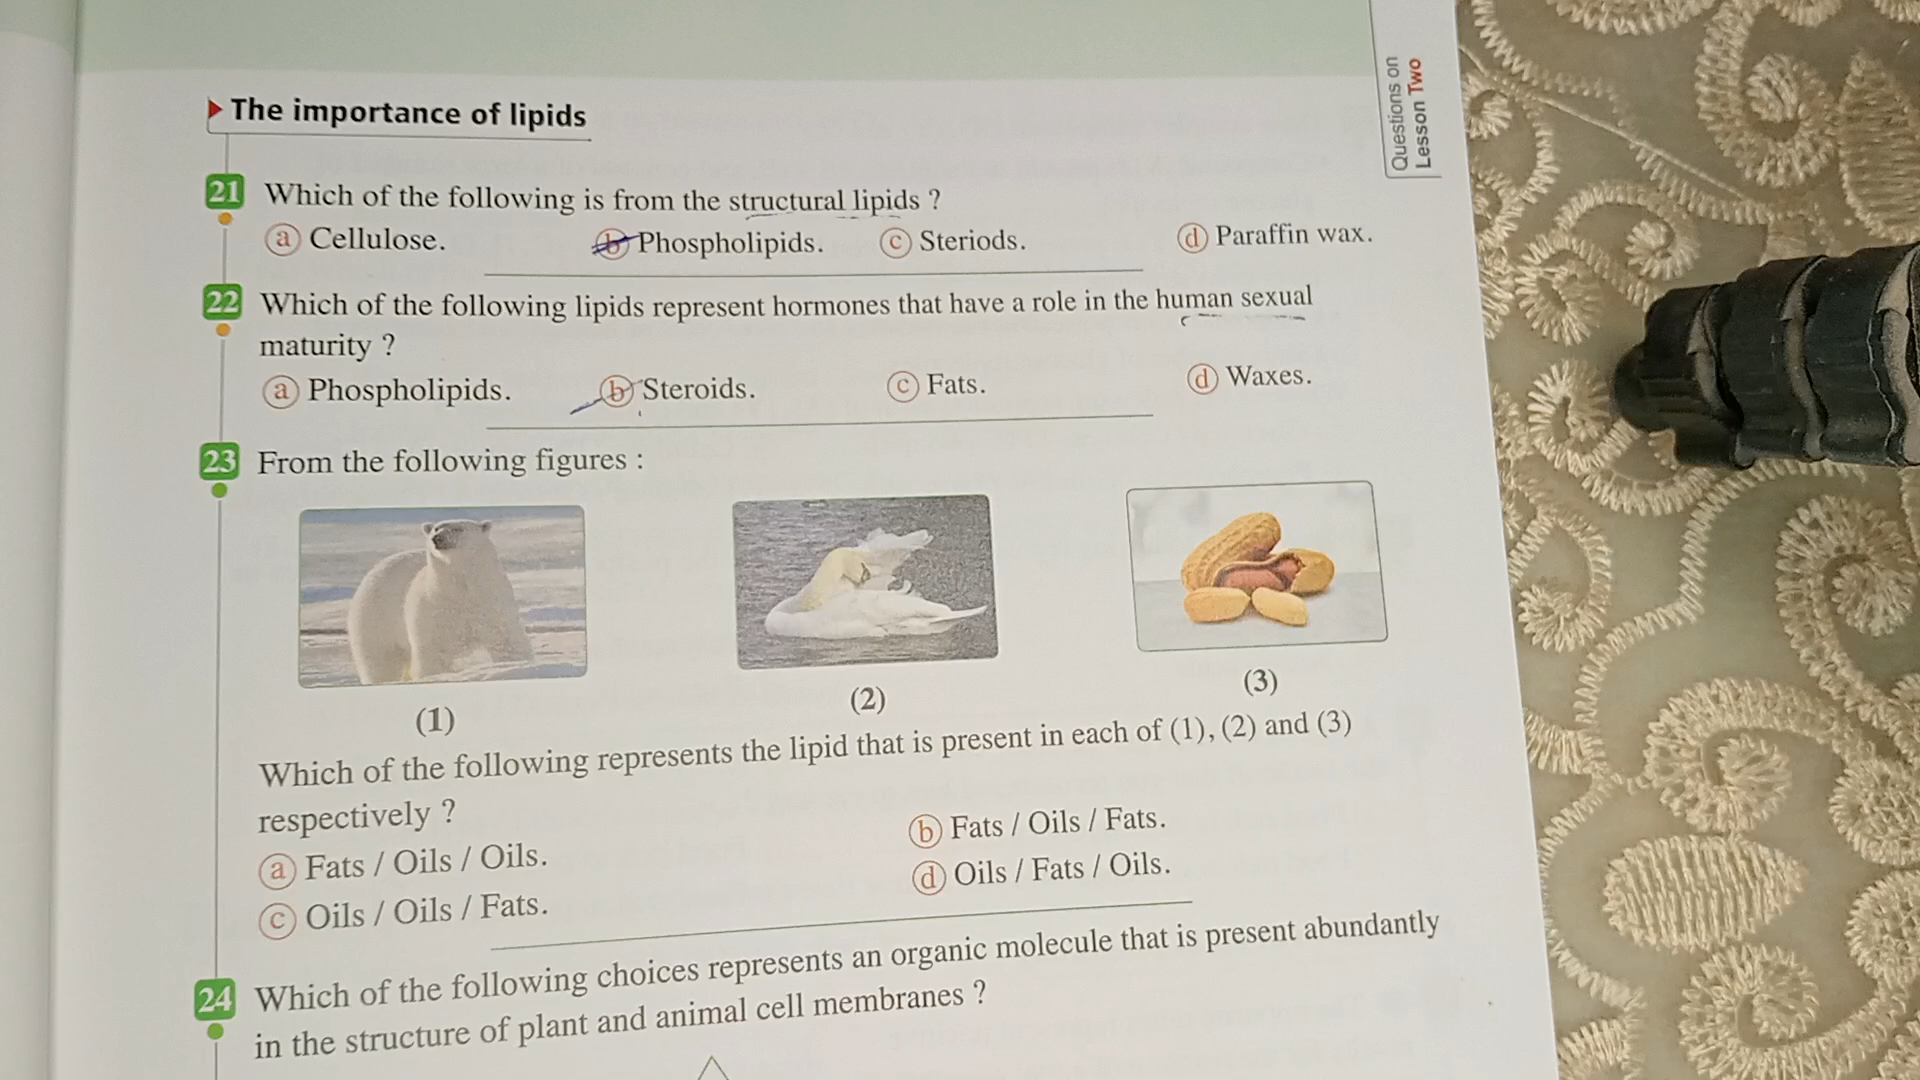 Questions on
Lesson Two
The importance of lipids
21 Which of the following is from the structural lipids ?
a Cellulose. b Phospholipids. c Steriods. d Paraffin wax.
22 Which of the following lipids represent hormones that have a role in the human sexual
maturity ?
a Phospholipids. b Steroids. c Fats. d Waxes.
23 From the following figures :
(1) (2) (3)
Which of the following represents the lipid that is present in each of (1), (2) and (3)
respectively ?
a Fats / Oils / Oils. b Fats / Oils / Fats.
c Oils / Oils / Fats. d Oils / Fats / Oils.
24 Which of the following choices represents an organic molecule that is present abundantly
in the structure of plant and animal cell membranes ?